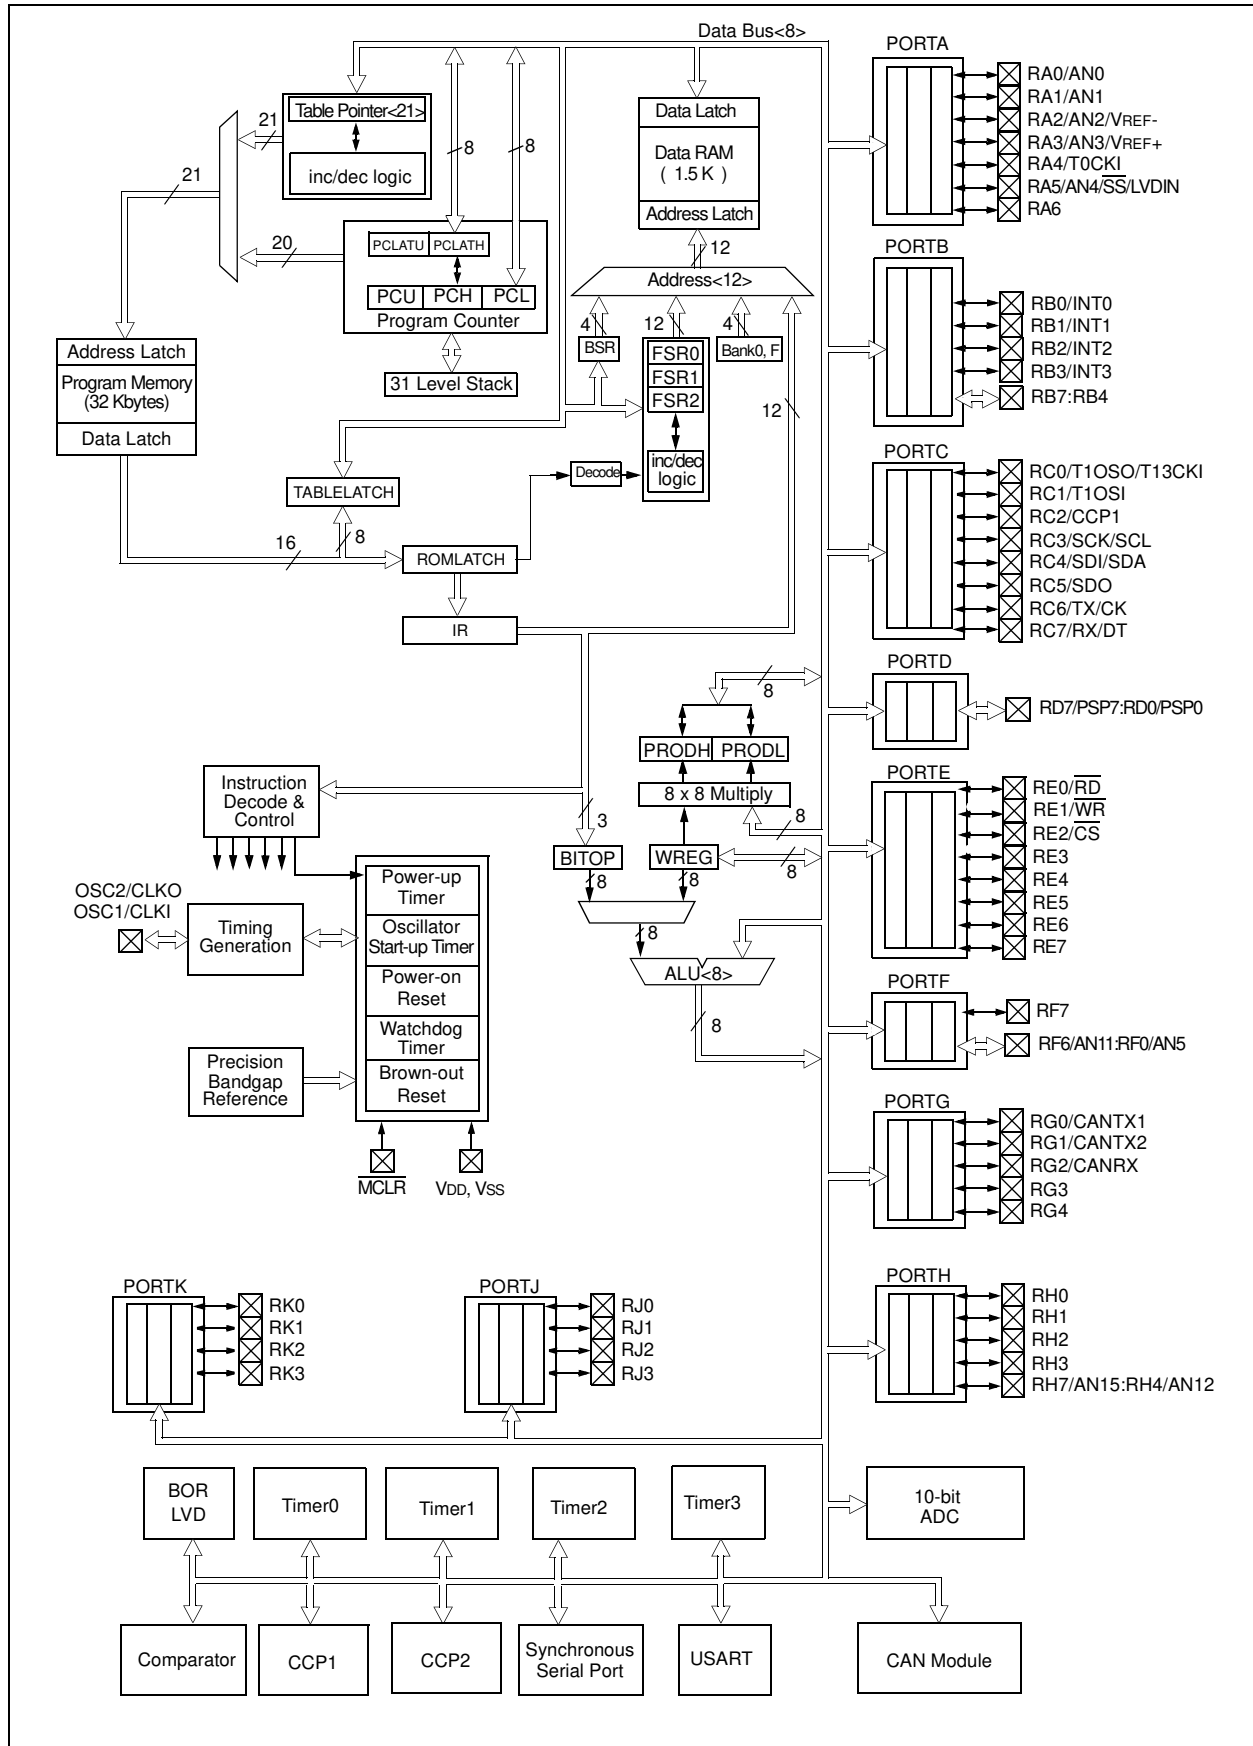 Data Bus<8>
PORTA
Table Pointer<21>
inc/dec logic
21
21
20
8
8
PCLATU PCLATH
PCU PCH PCL
Program Counter
31 Level Stack
Address Latch
Program Memory
(32 Kbytes)
Data Latch
TABLELATCH
16
8
ROMLATCH
IR
Data Latch
Data RAM
( 1.5 K )
Address Latch
12
Address<12>
4
12
4
BSR
FSR0
FSR1
FSR2
Bank0, F
12
inc/dec
logic
Decode
RA0/AN0
RA1/AN1
RA2/AN2/VREF-
RA3/AN3/VREF+
RA4/T0CKI
RA5/AN4/SS/LVDIN
RA6
PORTB
RB0/INT0
RB1/INT1
RB2/INT2
RB3/INT3
RB7:RB4
PORTC
RC0/T1OSO/T13CKI
RC1/T1OSI
RC2/CCP1
RC3/SCK/SCL
RC4/SDI/SDA
RC5/SDO
RC6/TX/CK
RC7/RX/DT
PORTD
RD7/PSP7:RD0/PSP0
8
PRODH PRODL
8 x 8 Multiply
8
3
BITOP
WREG
8
8
8
8
ALU<8>
8
Instruction
Decode &
Control
OSC2/CLKO
OSC1/CLKI
Timing
Generation
Power-up
Timer
Oscillator
Start-up Timer
Power-on
Reset
Watchdog
Timer
Brown-out
Reset
Precision
Bandgap
Reference
MCLR
VDD, VSS
PORTE
RE0/RD
RE1/WR
RE2/CS
RE3
RE4
RE5
RE6
RE7
PORTF
RF7
RF6/AN11:RF0/AN5
PORTG
RG0/CANTX1
RG1/CANTX2
RG2/CANRX
RG3
RG4
PORTH
RH0
RH1
RH2
RH3
RH7/AN15:RH4/AN12
PORTK
RK0
RK1
RK2
RK3
PORTJ
RJ0
RJ1
RJ2
RJ3
BOR
LVD
Timer0
Timer1
Timer2
Timer3
10-bit
ADC
Comparator
CCP1
CCP2
Synchronous
Serial Port
USART
CAN Module